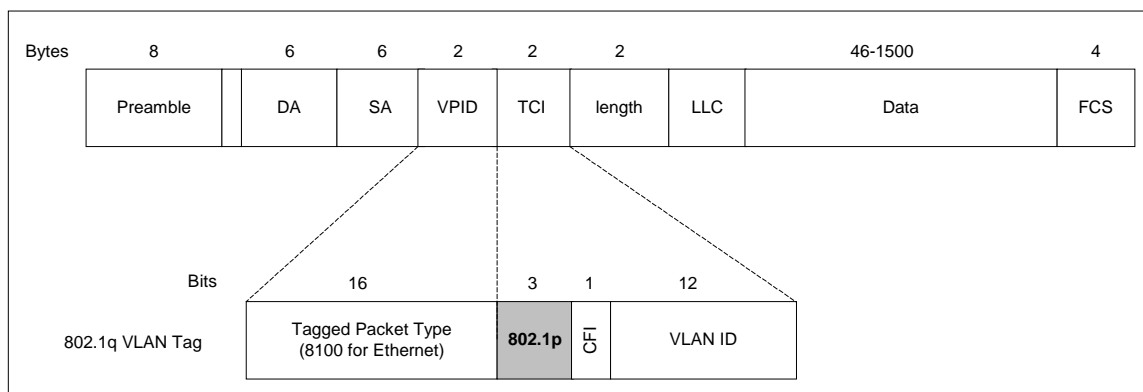 Bytes 8 6 6 2 2 2 46-1500 4
Preamble DA SA VPID TCI length LLC Data FCS
Bits 16 3 1 12
802.1q VLAN Tag
Tagged Packet Type
(8100 for Ethernet)
802.1p CFI VLAN ID